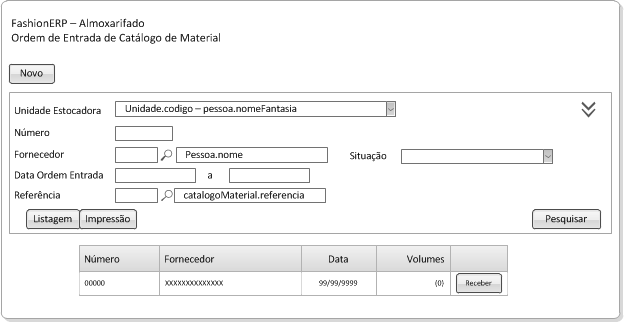 FashionERP – Almoxarifado
Ordem de Entrada de Catálogo de Material
Novo
Unidade Estocadora Unidade.codigo – pessoa.nomeFantasia
Número
Fornecedor Pessoa.nome Situação
Data Ordem Entrada a
Referência catalogoMaterial.referencia
Listagem Impressão Pesquisar
Número Fornecedor Data Volumes
00000 XXXXXXXXXXXXXX 99/99/9999 (0) Receber